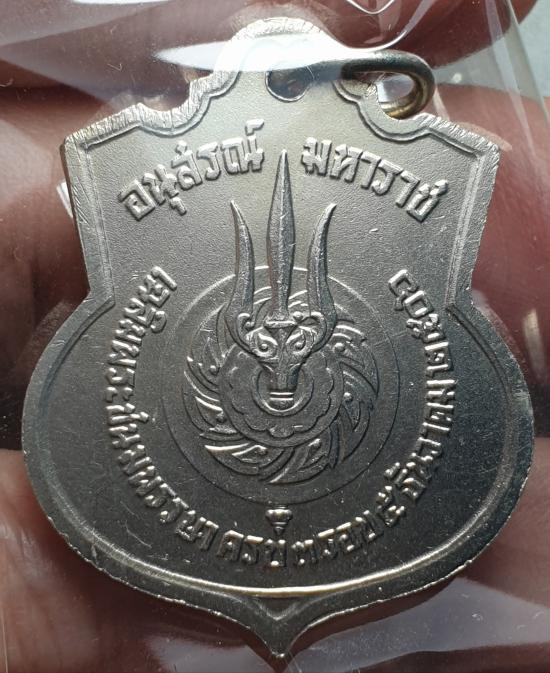 อนุสรณ์ มหาราช
เฉลิมพระชนมพรรษา ครบ ๓ รอบ ๕ ธันวาคม ๒๕๐๖